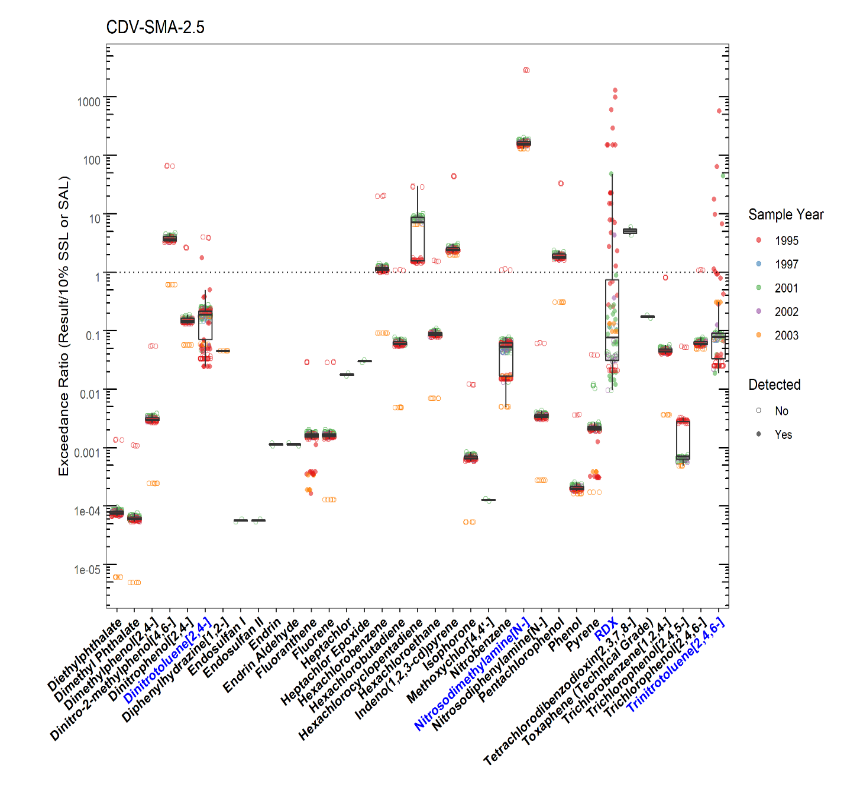 CDV-SMA-2.5
Exceedance Ratio (Result/10% SSL or SAL)
1000
100
10
1
0.1
0.01
0.001
1e-04
1e-05
Diethylphthalate
Dimethyl Phthalate
Dimethylphenol[2,4-]
Dinitro-2-methylphenol[4,6-]
Dinitrophenol[2,4-]
Dinitrotoluene[2,4-]
Diphenylhydrazine[1,2-]
Endosulfan I
Endosulfan II
Endrin
Endrin Aldehyde
Fluoranthene
Fluorene
Heptachlor
Heptachlor Epoxide
Hexachlorobenzene
Hexachlorobutadiene
Hexachlorocyclopentadiene
Hexachloroethane
Indeno(1,2,3-cd)pyrene
Isophorone
Methoxychlor[4,4'-]
Nitrobenzene
Nitrosodimethylamine[N-]
Nitrosodiphenylamine[N-]
Pentachlorophenol
Phenol
Pyrene
RDX
Tetrachlorodibenzodioxin[2,3,7,8-]
Toxaphene (Technical Grade)
Trichlorobenzene[1,2,4-]
Trichlorophenol[2,4,5-]
Trichlorophenol[2,4,6-]
Trinitrotoluene[2,4,6-]
Sample Year
1995
1997
2001
2002
2003
Detected
No
Yes